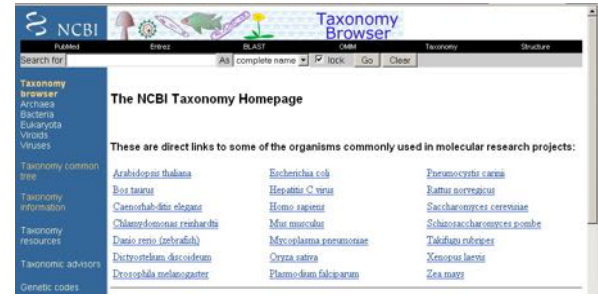 NCBI
Taxonomy
Browser
PubMed Entrez BLAST OMIM Taxonomy Structure
Search for As complete name lock Go Clear
Taxonomy
browser
Archaea
Bacteria
Eukaryota
Viroids
Viruses
Taxonomy common
tree
Taxonomy
information
Taxonomy
resources
Taxonomic advisors
Genetic codes
The NCBI Taxonomy Homepage
These are direct links to some of the organisms commonly used in molecular research projects:
Arabidopsis thaliana Escherichia coli Pneumocystis carinii
Bos taurus Hepatitis C virus Rattus norvegicus
Caenorhabditis elegans Homo sapiens Saccharomyces cerevisiae
Chlamydomonas reinhardtii Mus musculus Schizosaccharomyces pombe
Danio rerio (zebrafish) Mycoplasma pneumoniae Takifugu rubripes
Dictyostelium discoideum Oryza sativa Xenopus laevis
Drosophila melanogaster Plasmodium falciparum Zea mays